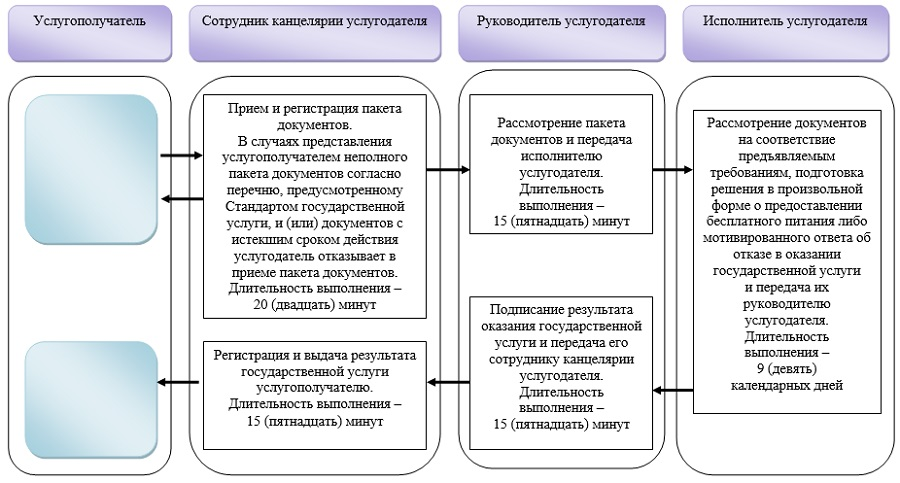 Услугополучатель
Сотрудник канцелярии услугодателя
Руководитель услугодателя
Исполнитель услугодателя
Прием и регистрация пакета
документов.
В случаях представления
услугополучателем неполного
пакета документов согласно
перечню, предусмотренному
Стандартом государственной
услуги, и (или) документов с
истекшим сроком действия
услугодатель отказывает в
приеме пакета документов.
Длительность выполнения –
20 (двадцать) минут
Рассмотрение пакета
документов и передача
исполнителю
услугодателя.
Длительность
выполнения –
15 (пятнадцать) минут
Рассмотрение документов
на соответствие
предъявляемым
требованиям, подготовка
решения в произвольной
форме о предоставлении
бесплатного питания либо
мотивированного ответа об
отказе в оказании
государственной услуги
и передача их
руководителю
услугодателя.
Длительность
выполнения –
9 (девять)
календарных дней
Подписание результата
оказания государственной
услуги и передача его
сотруднику канцелярии
услугодателя.
Длительность
выполнения –
15 (пятнадцать) минут
Регистрация и выдача результата
государственной услуги
услугополучателю.
Длительность выполнения –
15 (пятнадцать) минут